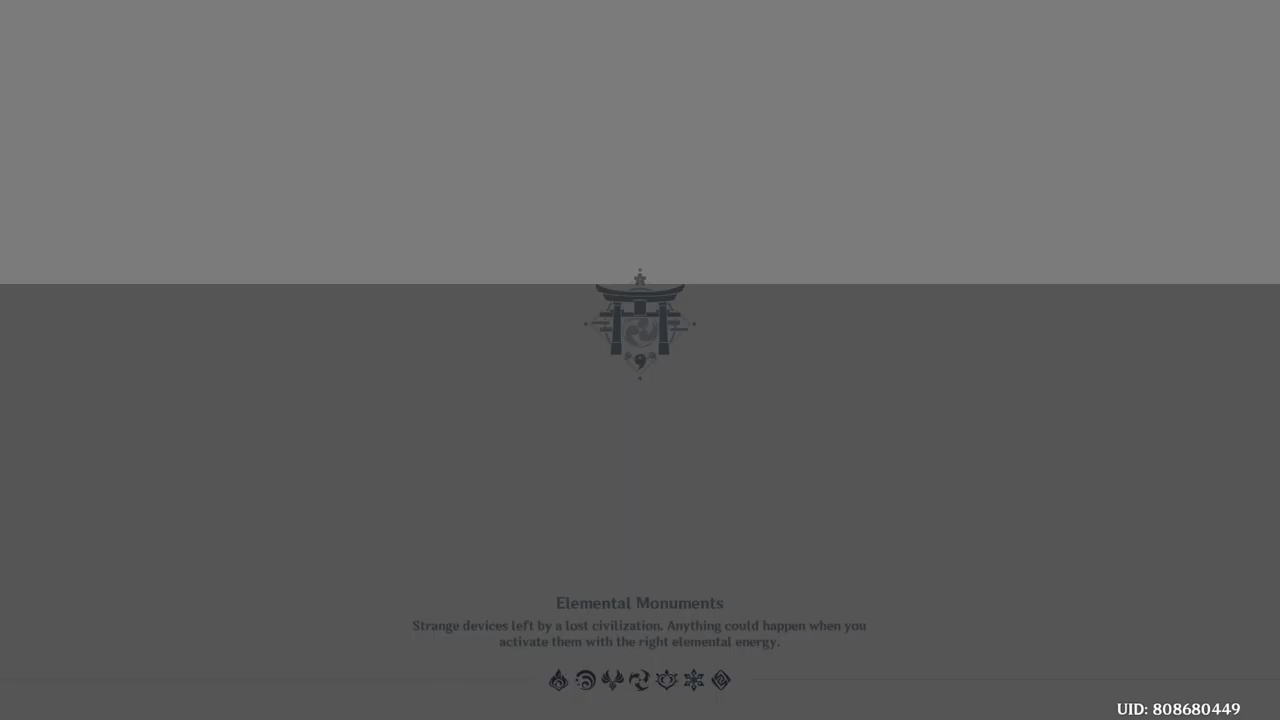 Elemental Monuments
Strange devices left by a lost civilization. Anything could happen when you
activate them with the right elemental energy.
UID: 808680449